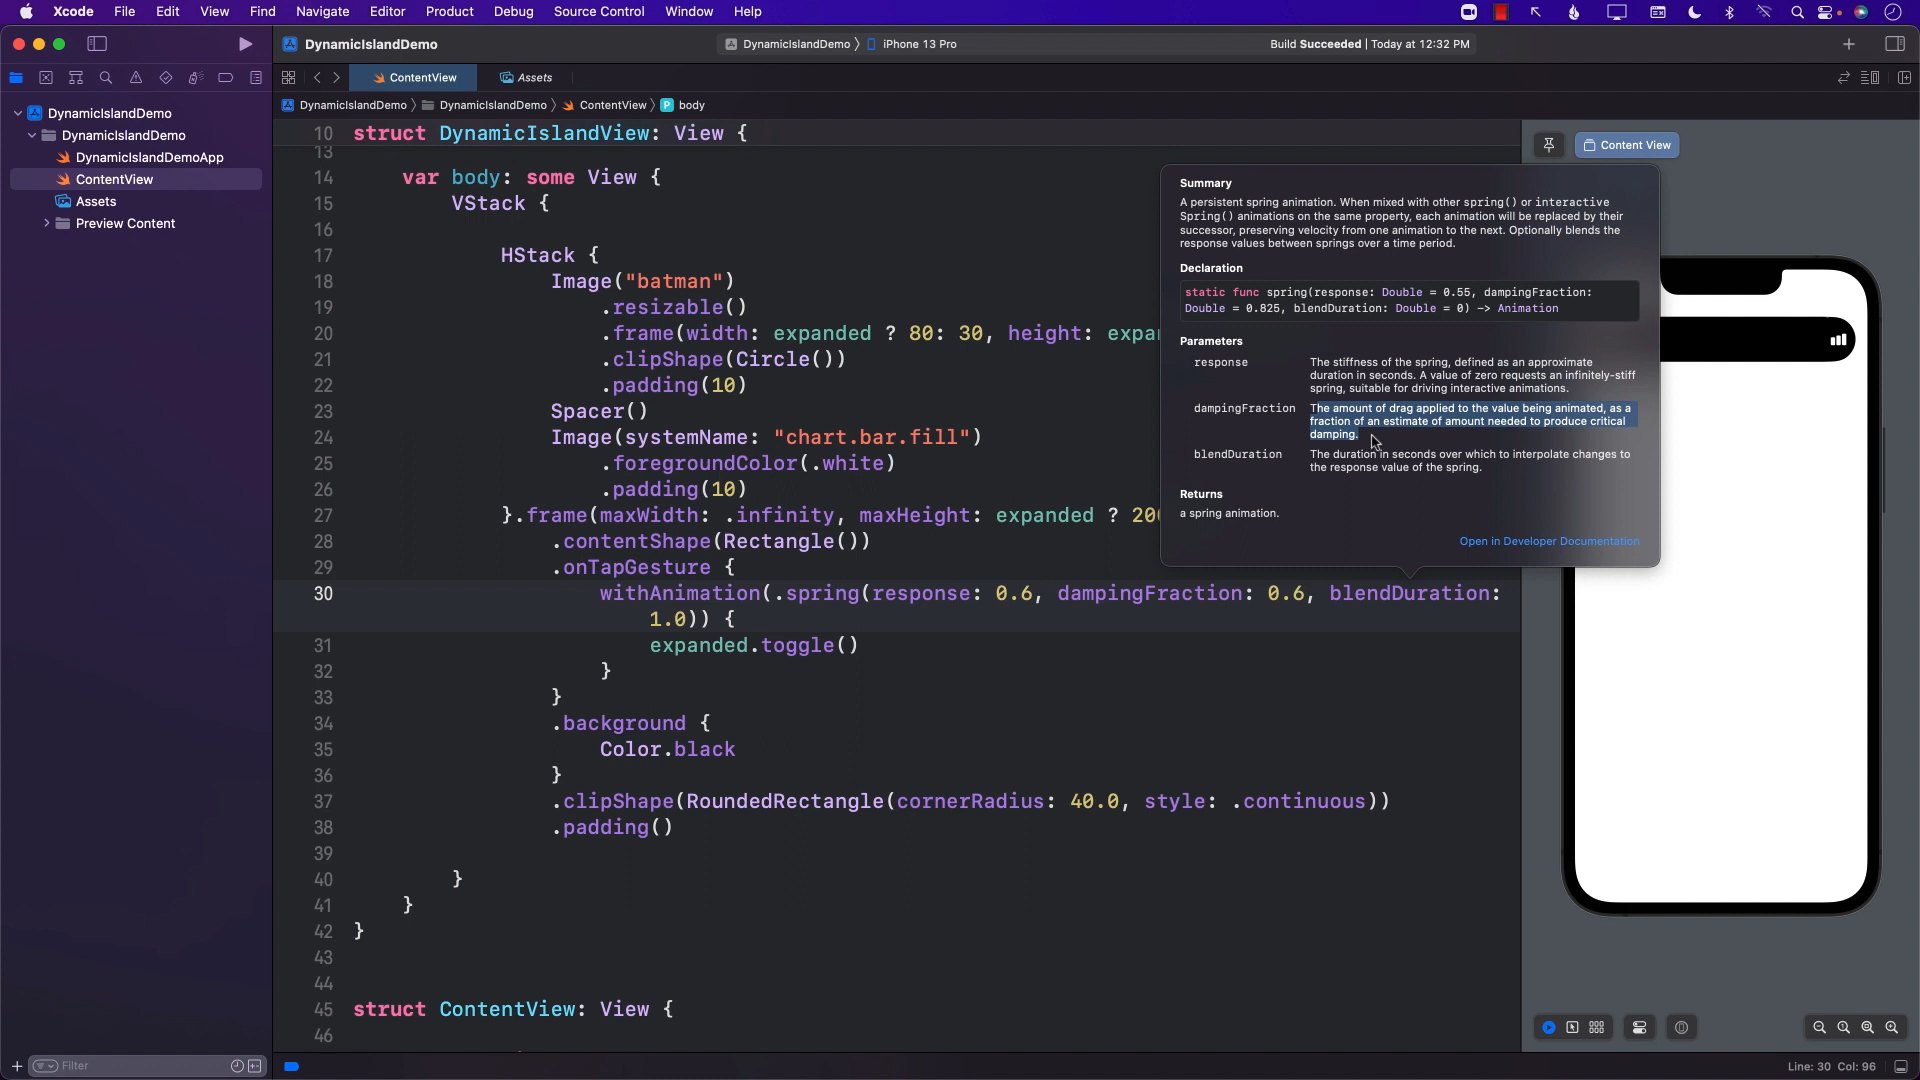 Xcode File Edit View Find Navigate Editor Product Debug Source Control Window Help
DynamicIslandDemo
DynamicIslandDemo 〉 iPhone 13 Pro
Build Succeeded | Today at 12:32 PM
ContentView
Assets
DynamicIslandDemo 〉 DynamicIslandDemo 〉 ContentView 〉 P body
DynamicIslandDemo
DynamicIslandDemo
DynamicIslandDemoApp
ContentView
Assets
Preview Content
10 struct DynamicIslandView: View {
13
14 var body: some View {
15 VStack {
16
17 HStack {
18 Image("batman")
19 .resizable()
20 .frame(width: expanded ? 80: 30, height: expa
21 .clipShape(Circle())
22 .padding(10)
23 Spacer()
24 Image(systemName: "chart.bar.fill")
25 .foregroundColor(.white)
26 .padding(10)
27 }.frame(maxWidth: .infinity, maxHeight: expanded ? 200
28 .contentShape(Rectangle())
29 .onTapGesture {
30 withAnimation(.spring(response: 0.6, dampingFraction: 0.6, blendDuration:
1.0)) {
31 expanded.toggle()
32 }
33 }
34 .background {
35 Color.black
36 }
37 .clipShape(RoundedRectangle(cornerRadius: 40.0, style: .continuous))
38 .padding()
39
40 }
41 }
42 }
43
44
45 struct ContentView: View {
46
Summary
A persistent spring animation. When mixed with other spring() or interactive
Spring() animations on the same property, each animation will be replaced by their
successor, preserving velocity from one animation to the next. Optionally blends the
response values between springs over a time period.
Declaration
static func spring(response: Double = 0.55, dampingFraction:
Double = 0.825, blendDuration: Double = 0) -> Animation
Parameters
response The stiffness of the spring, defined as an approximate
duration in seconds. A value of zero requests an infinitely-stiff
spring, suitable for driving interactive animations.
dampingFraction The amount of drag applied to the value being animated, as a
fraction of an estimate of amount needed to produce critical
damping.
blendDuration The duration in seconds over which to interpolate changes to
the response value of the spring.
Returns
a spring animation.
Open in Developer Documentation
Content View
Filter
Line: 30 Col: 96